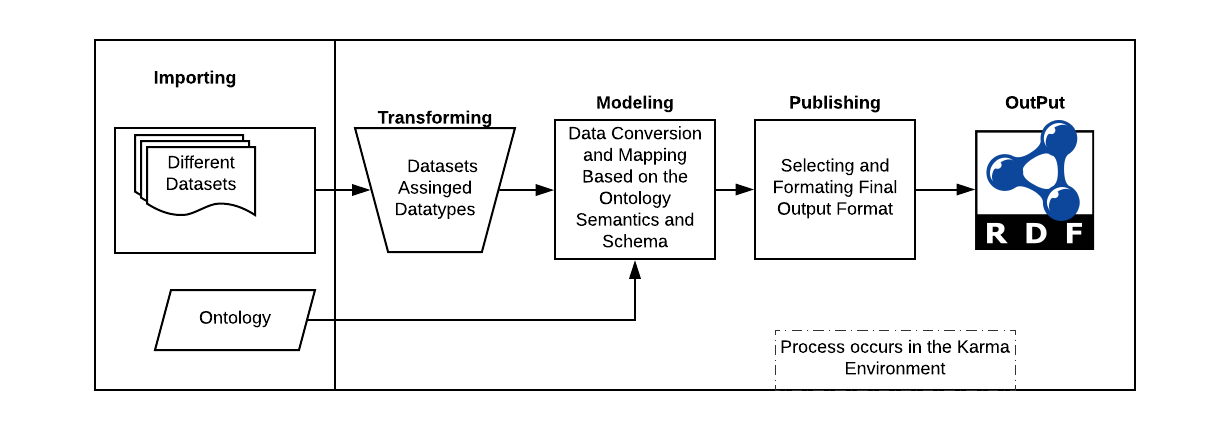 Importing
Different
Datasets
Ontology
Transforming
Datasets
Assinged
Datatypes
Modeling
Data Conversion
and Mapping
Based on the
Ontology
Semantics and
Schema
Publishing
Selecting and
Formating Final
Output Format
OutPut
RDF
Process occurs in the Karma
Environment